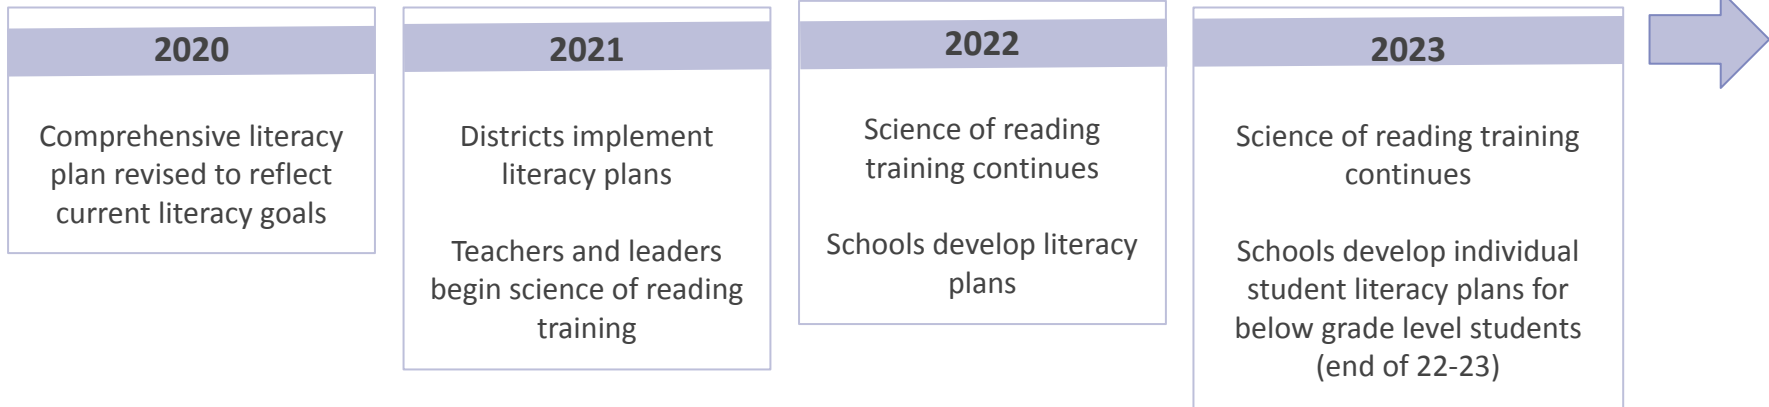 2020
Comprehensive literacy
plan revised to reflect
current literacy goals
2021
Districts implement
literacy plans
Teachers and leaders
begin science of reading
training
2022
Science of reading
training continues
Schools develop literacy
plans
2023
Science of reading training
continues
Schools develop individual
student literacy plans for
below grade level students
(end of 22-23)